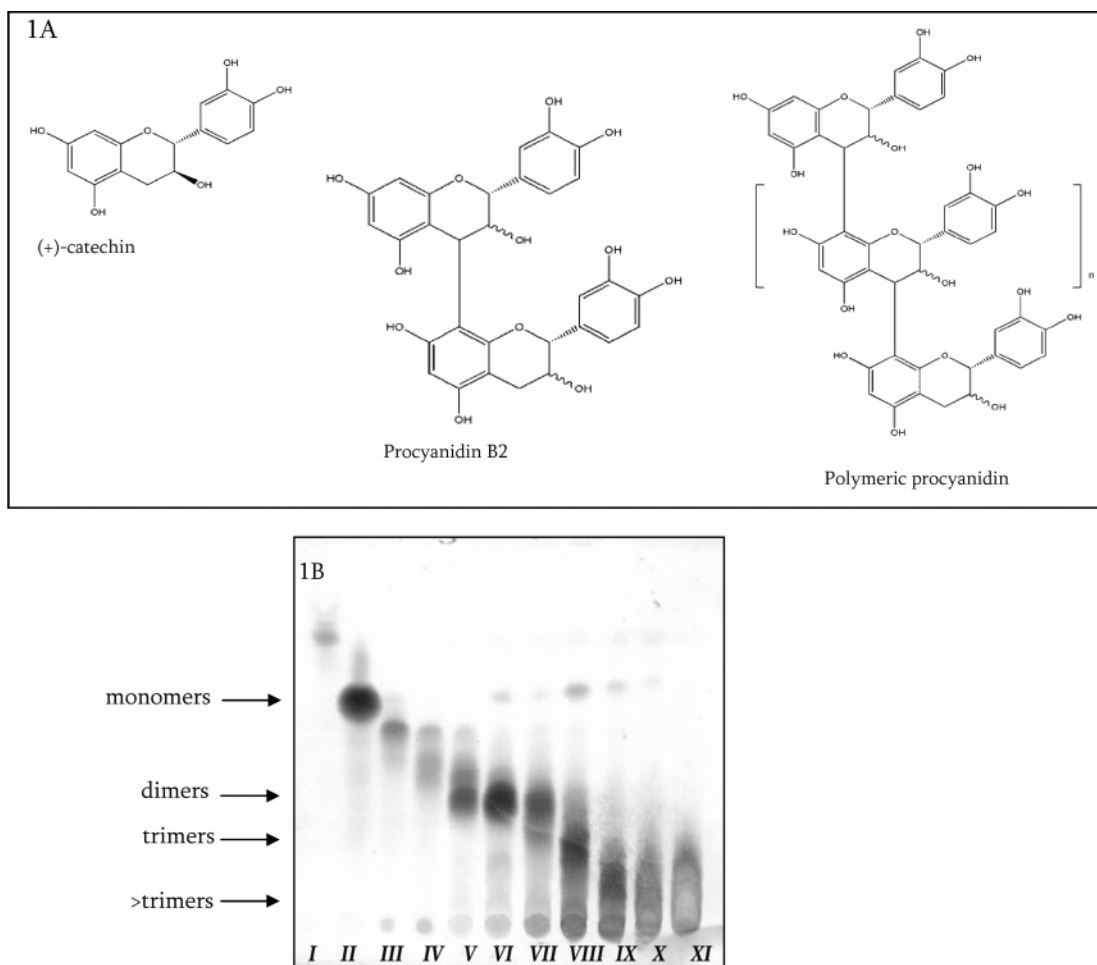 1A
OH
OH
HO
O
OH
OH
(+)-catechin
OH
OH
HO
O
OH
OH
OH
OH
HO
O
OH
OH
Procyanidin B2
OH
OH
HO
O
OH
OH
OH
OH
HO
O
OH
OH
n
OH
OH
HO
O
OH
OH
Polymeric procyanidin
1B
monomers
dimers
trimers
>trimers
I II III IV V VI VII VIII IX X XI